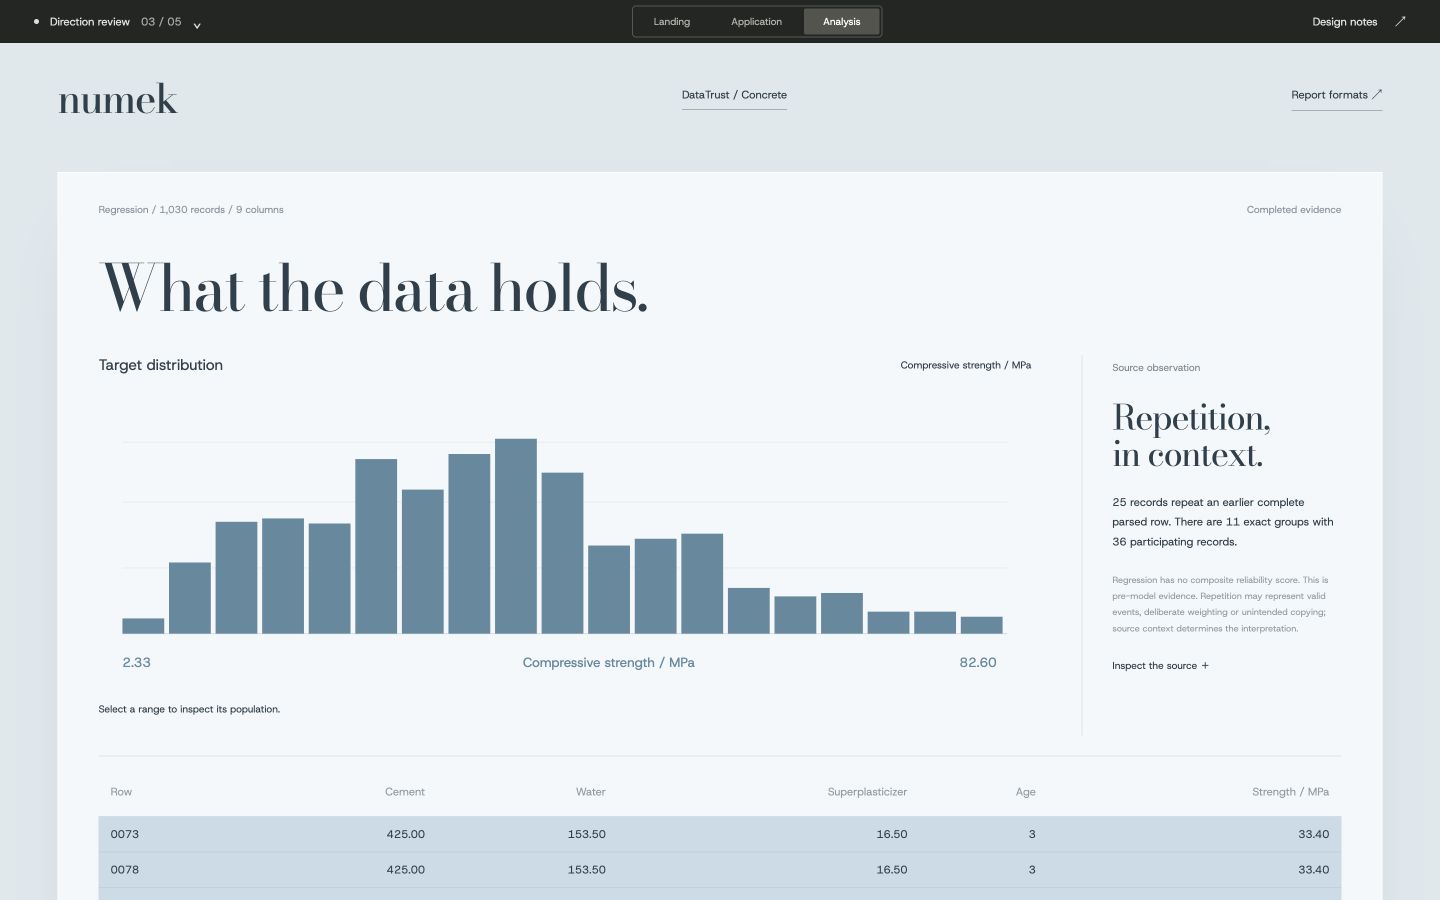 Direction review 03 / 05
Landing
Application
Analysis
Design notes
numek
DataTrust / Concrete
Report formats
Regression / 1,030 records / 9 columns
Completed evidence
What the data holds.
Target distribution
Compressive strength / MPa
2.33
Compressive strength / MPa
82.60
Select a range to inspect its population.
Source observation
Repetition,
in context.
25 records repeat an earlier complete
parsed row. There are 11 exact groups with
36 participating records.
Regression has no composite reliability score. This is
pre-model evidence. Repetition may represent valid
events, deliberate weighting or unintended copying;
source context determines the interpretation.
Inspect the source +
Row Cement Water Superplasticizer Age Strength / MPa
0073 425.00 153.50 16.50 3 33.40
0078 425.00 153.50 16.50 3 33.40